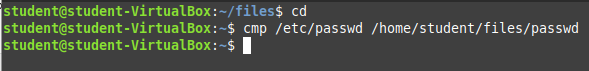 student@student-VirtualBox:~/files$ cd
student@student-VirtualBox:~$ cmp /etc/passwd /home/student/files/passwd
student@student-VirtualBox:~$